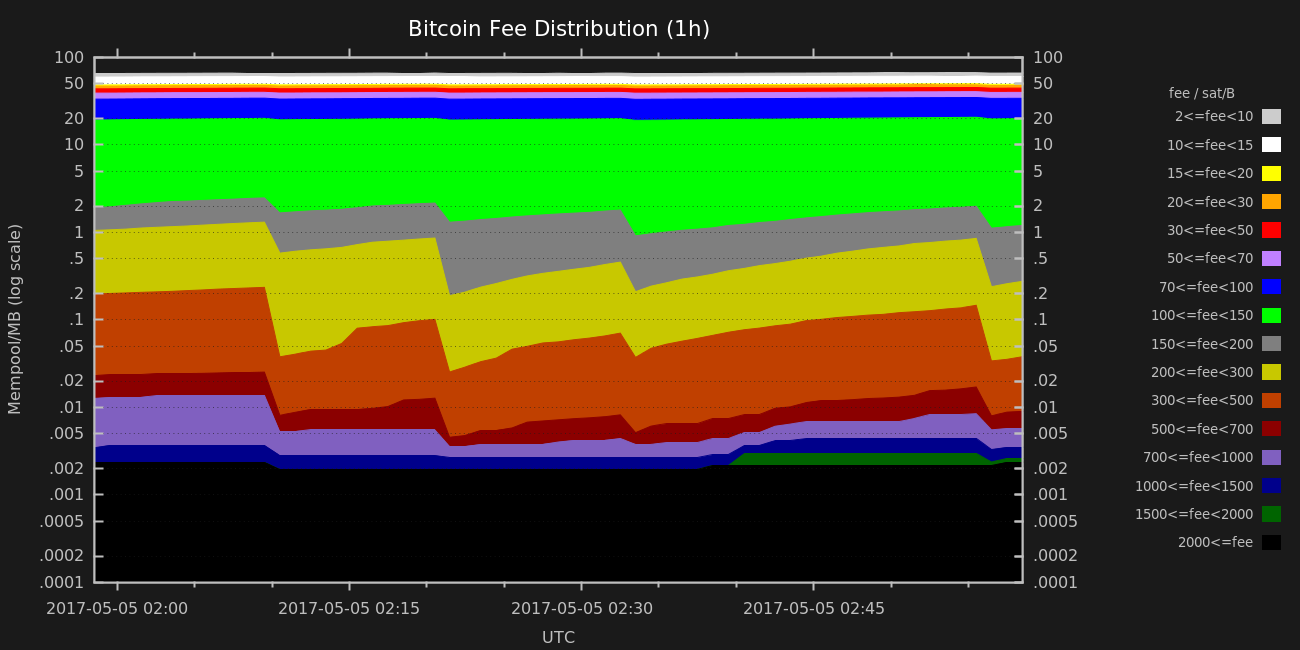 Bitcoin Fee Distribution (1h)
100
50
20
10
5
2
1
.5
.2
.1
.05
.02
.01
.005
.002
.001
.0005
.0002
.0001
Mempool/MB (log scale)
2017-05-05 02:00 2017-05-05 02:15 2017-05-05 02:30 2017-05-05 02:45
UTC
100
50
20
10
5
2
1
.5
.2
.1
.05
.02
.01
.005
.002
.001
.0005
.0002
.0001
fee / sat/B
2<=fee<10
10<=fee<15
15<=fee<20
20<=fee<30
30<=fee<50
50<=fee<70
70<=fee<100
100<=fee<150
150<=fee<200
200<=fee<300
300<=fee<500
500<=fee<700
700<=fee<1000
1000<=fee<1500
1500<=fee<2000
2000<=fee